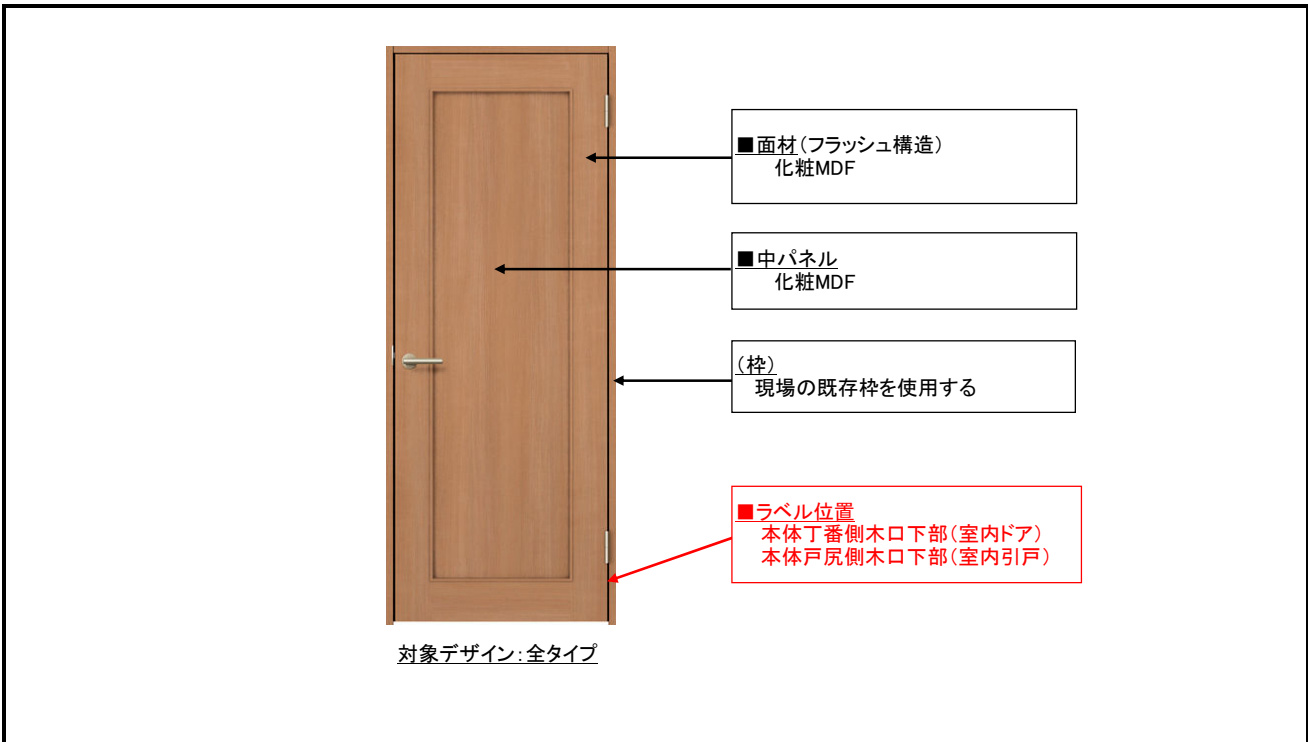 ■面材(フラッシュ構造)
化粧MDF
■中パネル
化粧MDF
(枠)
現場の既存枠を使用する
■ラベル位置
本体丁番側木口下部(室内ドア)
本体戸尻側木口下部(室内引戸)
対象デザイン:全タイプ